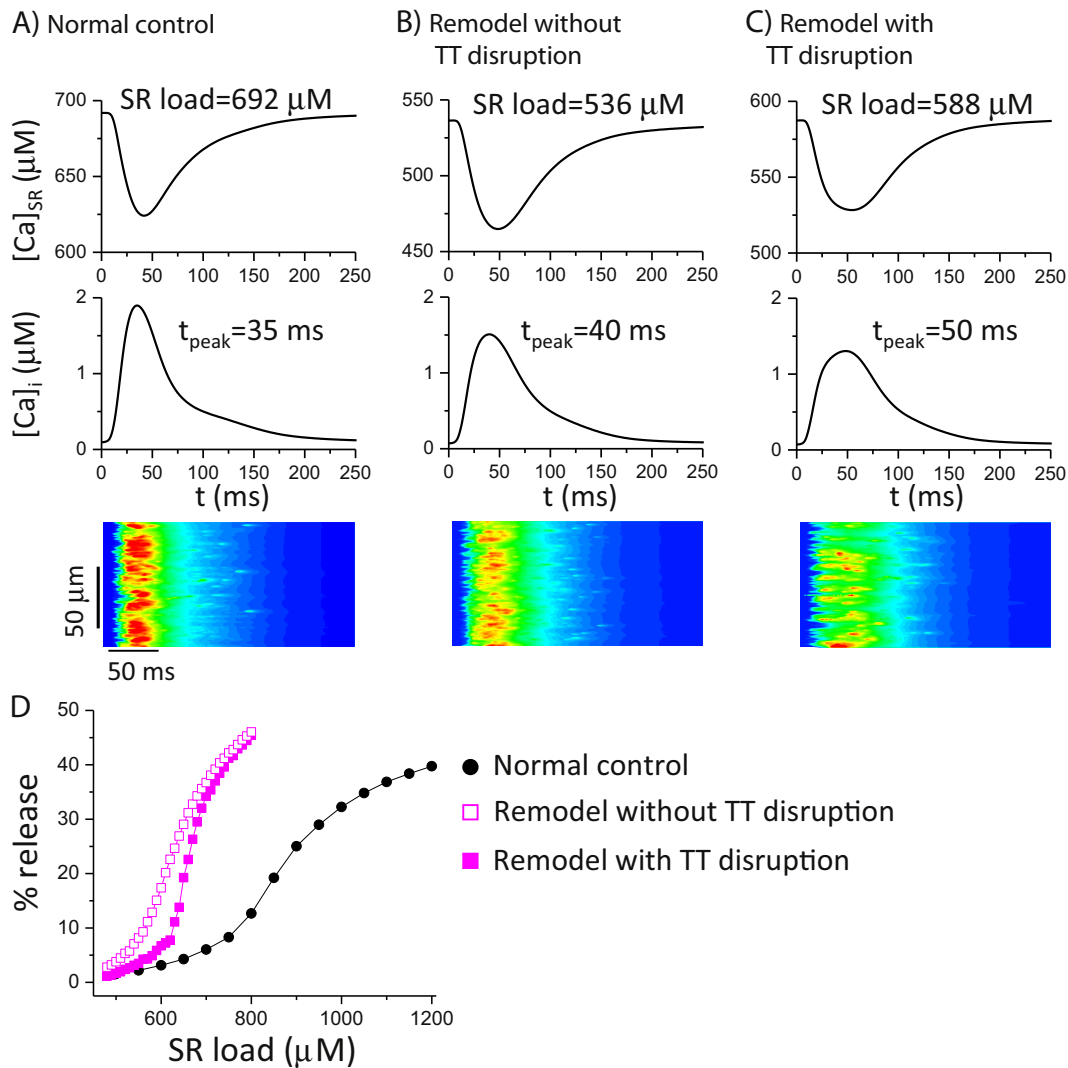 A) Normal control
B) Remodel without
TT disruption
C) Remodel with
TT disruption
SR load=692 μM
SR load=536 μM
SR load=588 μM
[Ca]SR (μM)
700
650
600
0 50 100 150 200 250
550
500
450
0 50 100 150 200 250
600
550
500
0 50 100 150 200 250
[Ca]i (μM)
tpeak=35 ms
tpeak=40 ms
tpeak=50 ms
2
1
0
0 50 100 150 200 250
2
1
0
0 50 100 150 200 250
2
1
0
0 50 100 150 200 250
t (ms)
t (ms)
t (ms)
50 μm
50 ms
D
% release
50
40
30
20
10
0
600 800 1000 1200
SR load (μM)
Normal control
Remodel without TT disruption
Remodel with TT disruption